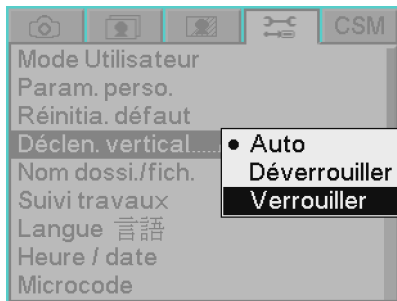 CSM
Mode Utilisateur
Param. perso.
Réinitia. défaut
Déclen. vertical......
● Auto
Déverrouiller
Verrouiller
Nom dossi./fich.
Suivi travaux
Langue 言語
Heure / date
Microcode